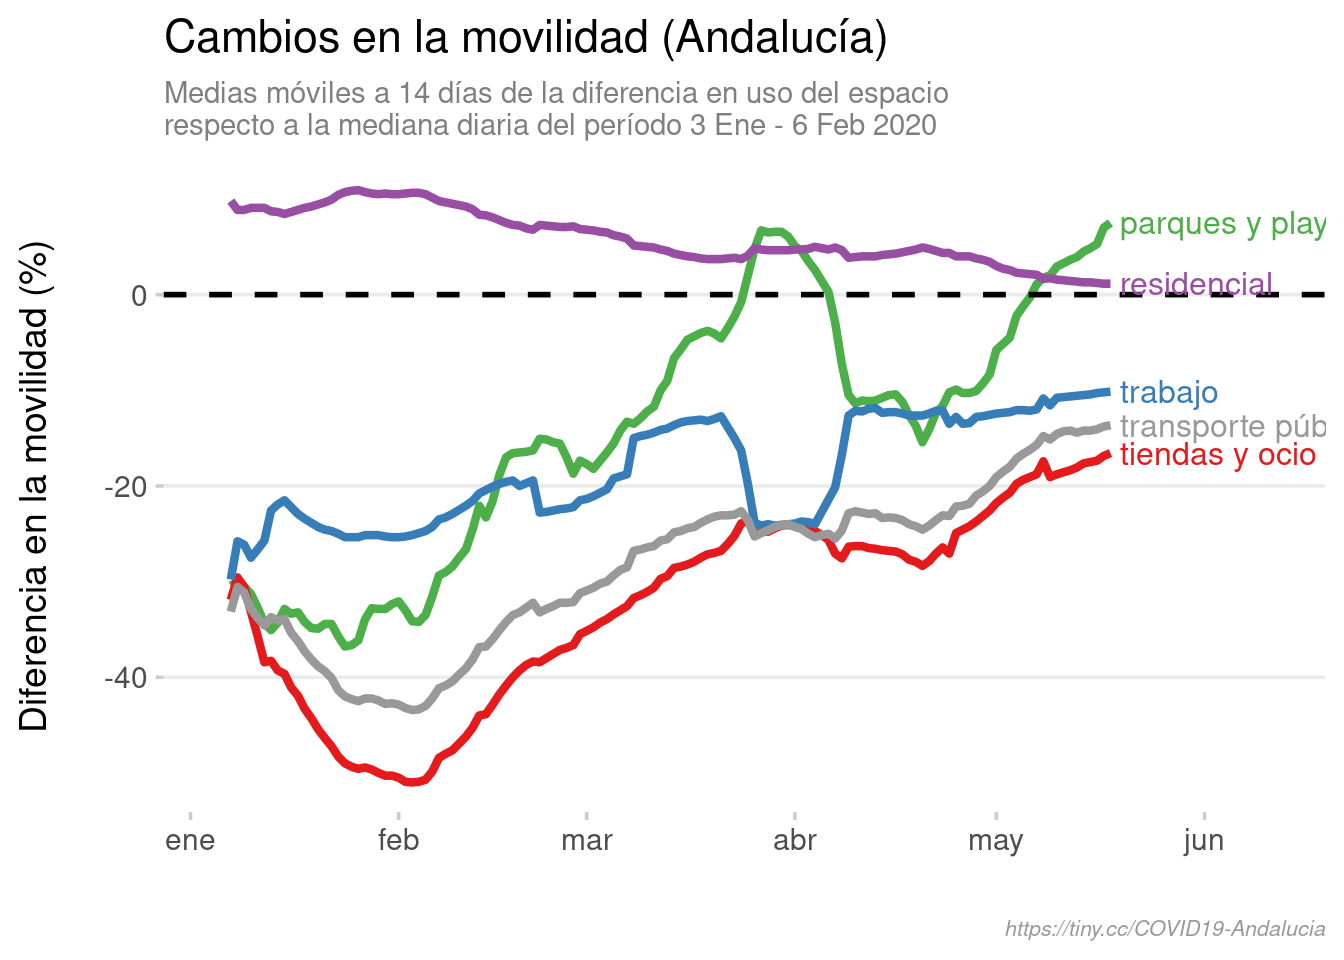 Cambios en la movilidad (Andalucía)
Medias móviles a 14 días de la diferencia en uso del espacio
respecto a la mediana diaria del período 3 Ene - 6 Feb 2020
Diferencia en la movilidad (%)
0
-20
-40
parques y play
residencial
trabajo
transporte púb
tiendas y ocio
ene
feb
mar
abr
may
jun
https://tiny.cc/COVID19-Andalucia